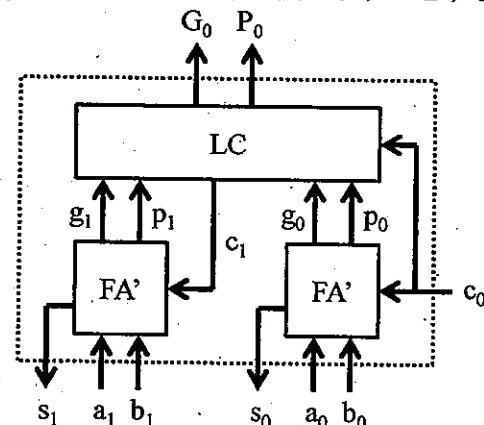 G₀ P₀
LC
g₁ p₁ c₁ g₀ p₀
FA' FA' c₀
s₁ a₁ b₁ s₀ a₀ b₀